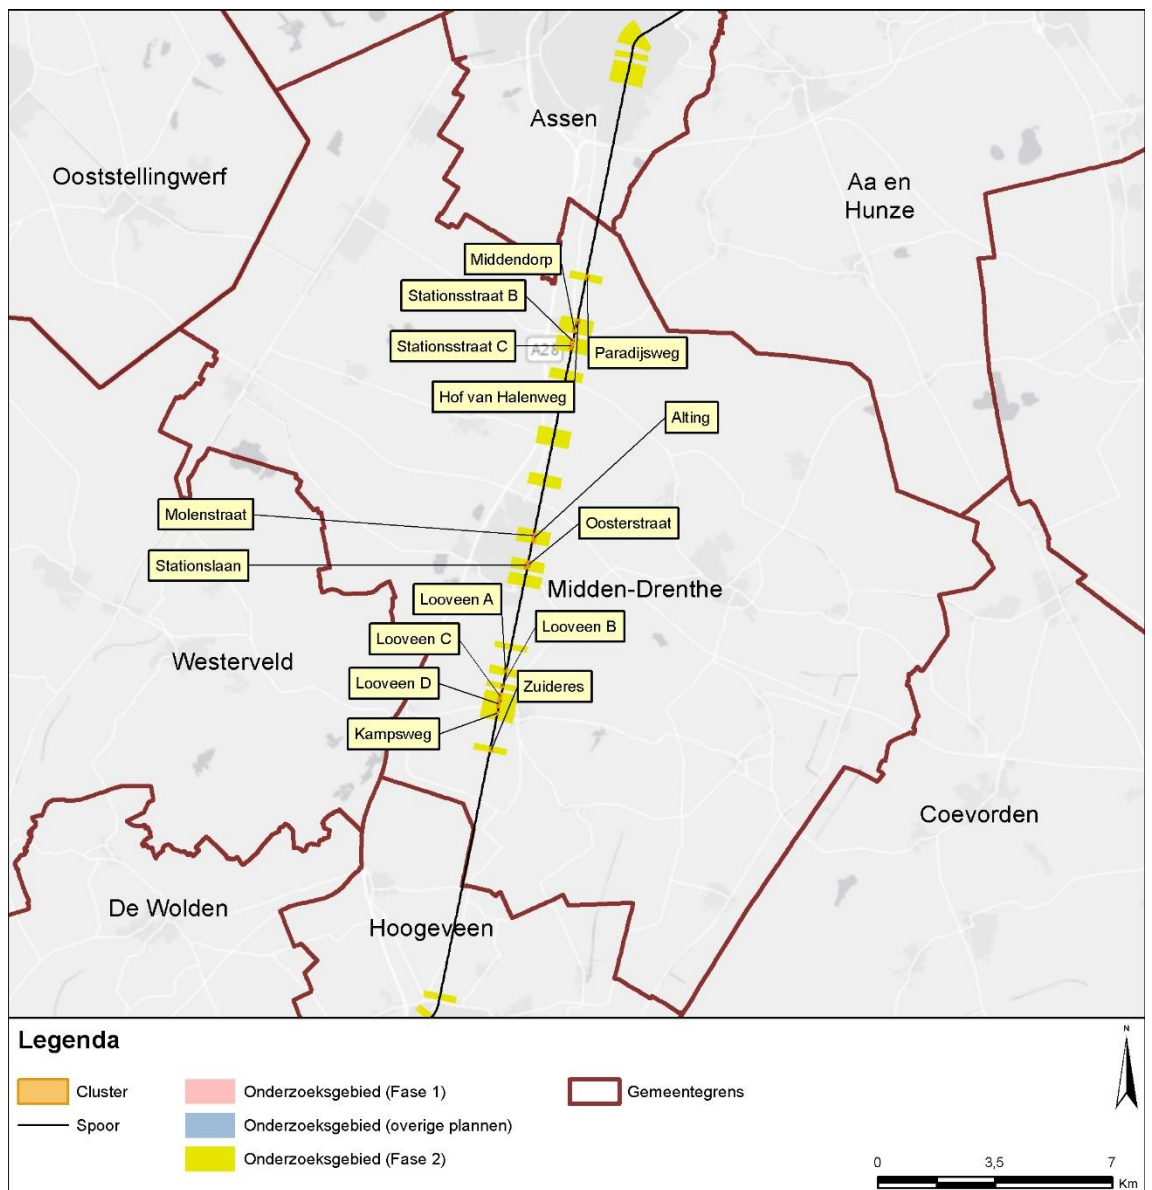 Assen
Ooststellingwerf
Aa en
Hunze
Middendorp
Stationsstraat B
Stationsstraat C
A28
Paradijsweg
Hof van Halenweg
Alting
Molenstraat
Oosterstraat
Stationslaan
Midden-Drenthe
Looveen A
Looveen B
Looveen C
Westerveld
Looveen D
Zuideres
Kampsweg
Coevorden
De Wolden
Hoogeveen
Legenda
N
Cluster
Onderzoeksgebied (Fase 1)
Gemeentegrens
Spoor
Onderzoeksgebied (overige plannen)
Onderzoeksgebied (Fase 2)
0 3,5 7
Km